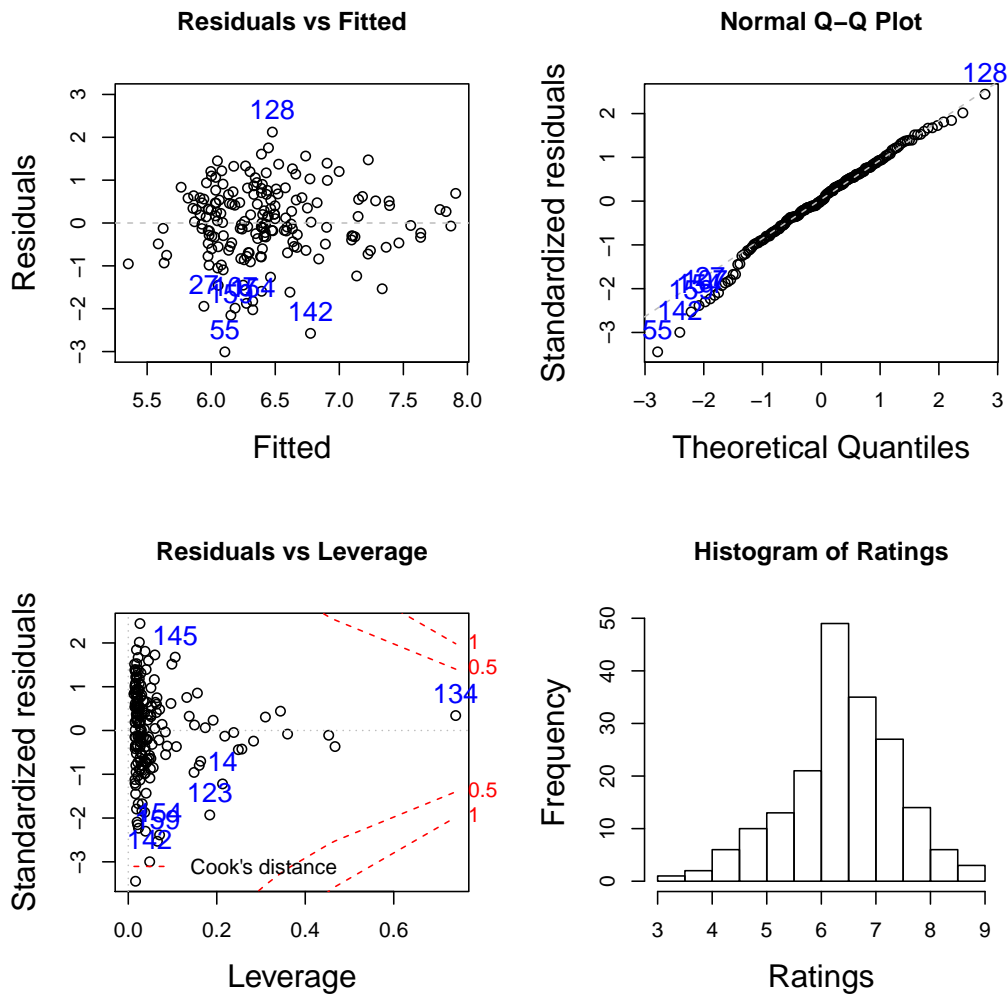 Residuals vs Fitted
Residuals
3
2
1
0
−1
−2
−3
128
27
154
142
55
5.5 6.0 6.5 7.0 7.5 8.0
Fitted
Normal Q−Q Plot
Standardized residuals
2
1
0
−1
−2
−3
128
142
55
−3 −2 −1 0 1 2 3
Theoretical Quantiles
Residuals vs Leverage
Standardized residuals
2
1
0
−1
−2
−3
145
134
14
123
154
159
142
1
0.5
0.5
1
Cook's distance
0.0 0.2 0.4 0.6
Leverage
Histogram of Ratings
Frequency
50
40
30
20
10
0
3 4 5 6 7 8 9
Ratings